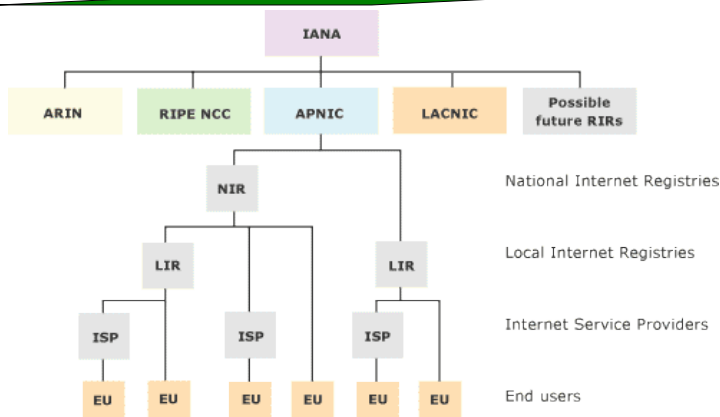 IANA
ARIN
RIPE NCC
APNIC
LACNIC
Possible
future RIRs
NIR
National Internet Registries
LIR
LIR
Local Internet Registries
ISP
ISP
ISP
Internet Service Providers
EU
EU
EU
EU
EU
EU
End users